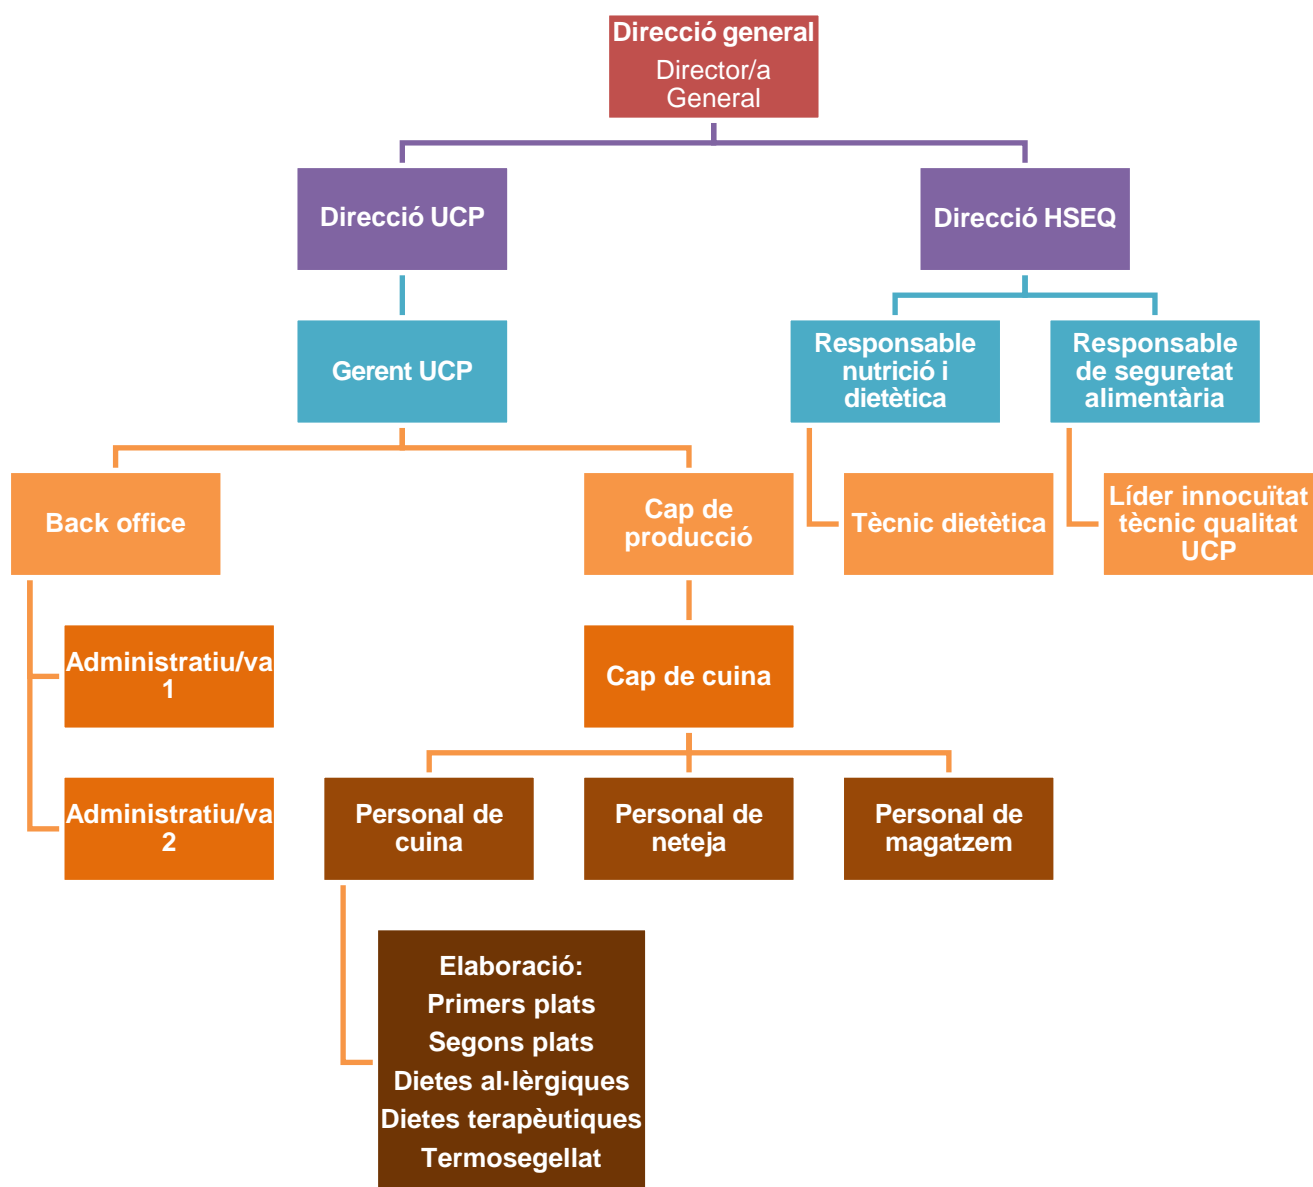 Direcció general
Director/a
General
Direcció UCP
Direcció HSEQ
Gerent UCP
Responsable
nutrició i
dietètica
Responsable
de seguretat
alimentària
Back office
Cap de
producció
Tècnic dietètica
Líder innocuïtat
tècnic qualitat
UCP
Administratiu/va
1
Cap de cuina
Administratiu/va
2
Personal de
cuina
Personal de
neteja
Personal de
magatzem
Elaboració:
Primers plats
Segons plats
Dietes al·lèrgiques
Dietes terapèutiques
Termosegellat